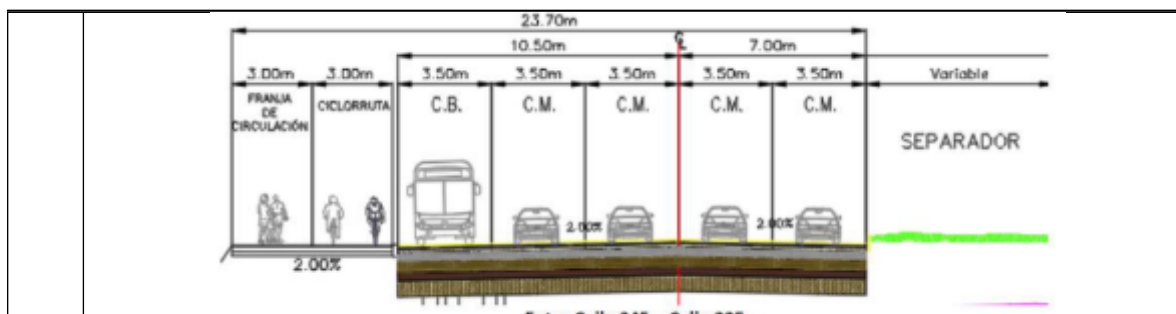 23.70m
10.50m
7.00m
3.00m 3.00m 3.50m 3.50m 3.50m 3.50m 3.50m Variable
FRANJA
DE
CIRCULACIÓN
CICLORRUTA
C.B. C.M. C.M. C.M. C.M.
SEPARADOR
2.00% 2.00%
2.00%